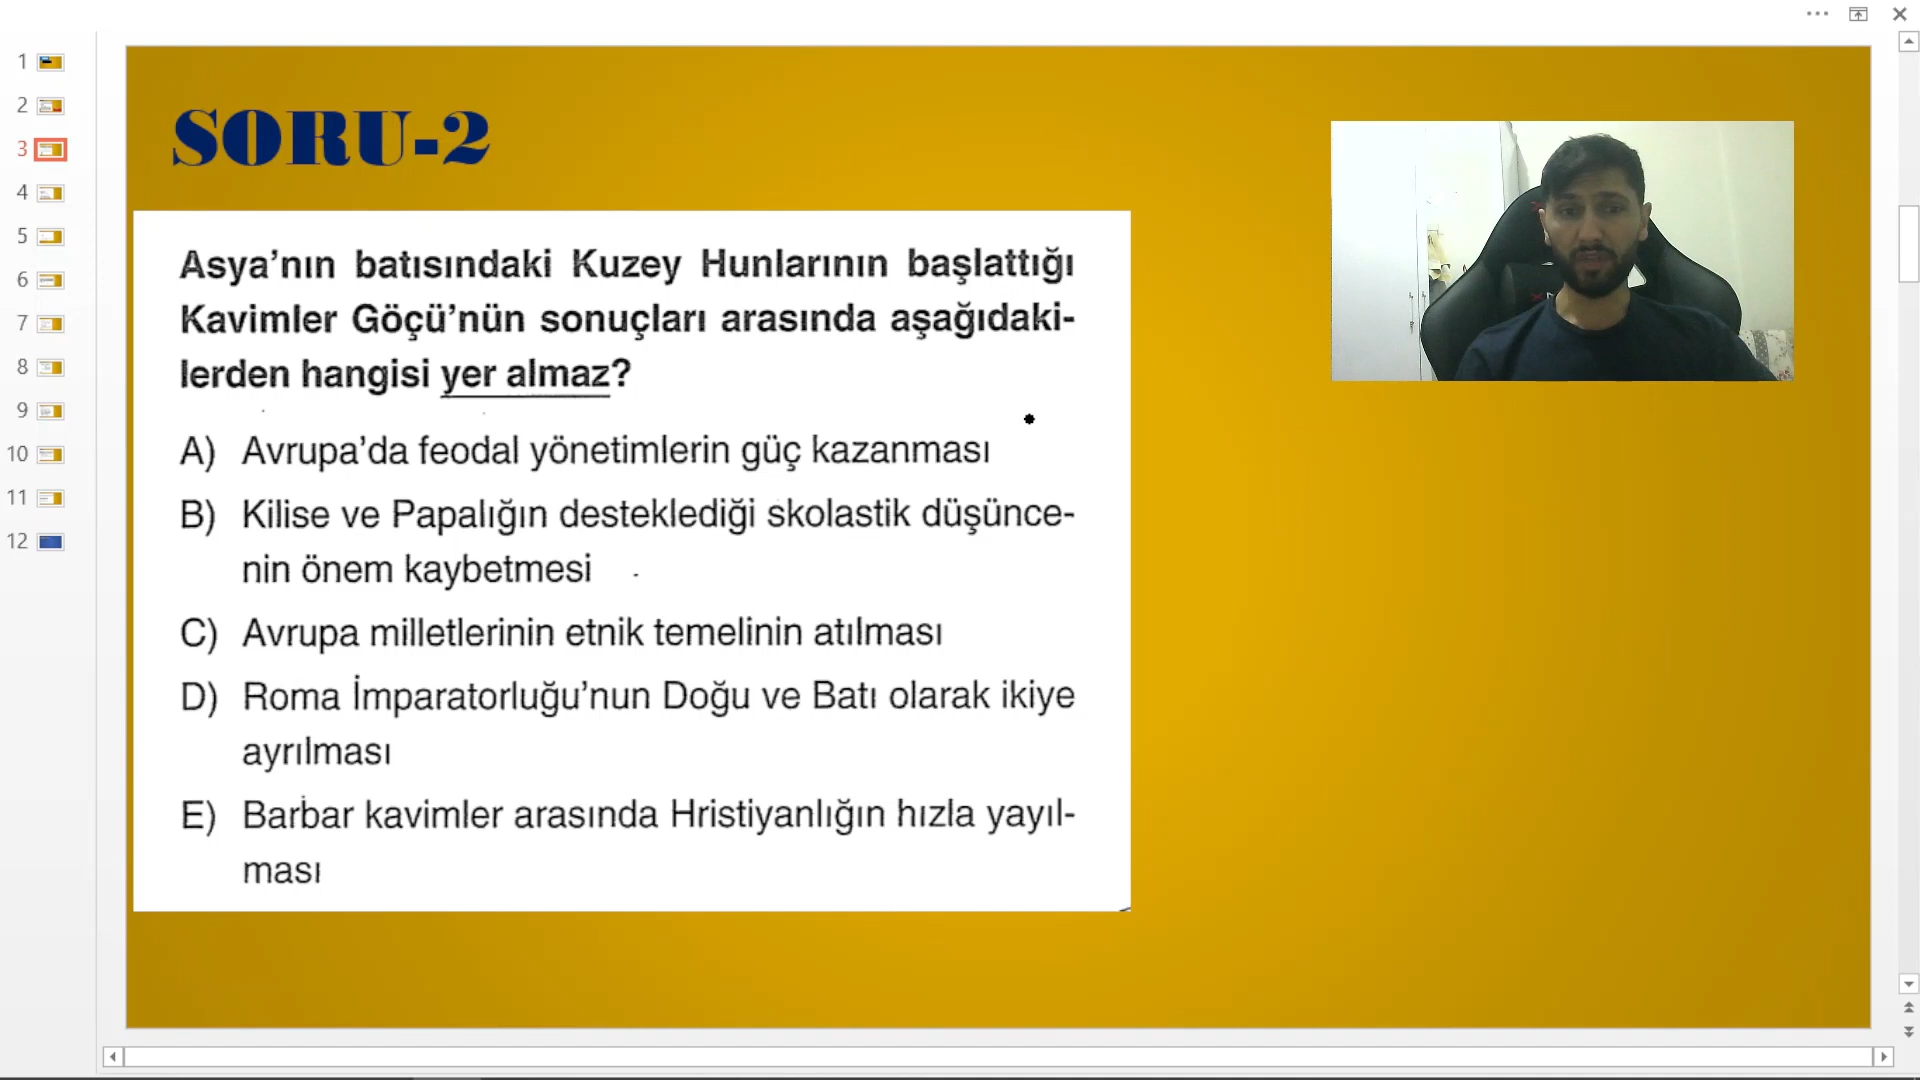 SORU-2
Asya’nın batısındaki Kuzey Hunlarının başlattığı
Kavimler Göçü’nün sonuçları arasında aşağıdaki-
lerden hangisi yer almaz?
A) Avrupa’da feodal yönetimlerin güç kazanması
B) Kilise ve Papalığın desteklediği skolastik düşünce-
nin önem kaybetmesi
C) Avrupa milletlerinin etnik temelinin atılması
D) Roma İmparatorluğu’nun Doğu ve Batı olarak ikiye
ayrılması
E) Barbar kavimler arasında Hristiyanlığın hızla yayıl-
ması
1
2
3
4
5
6
7
8
9
10
11
12